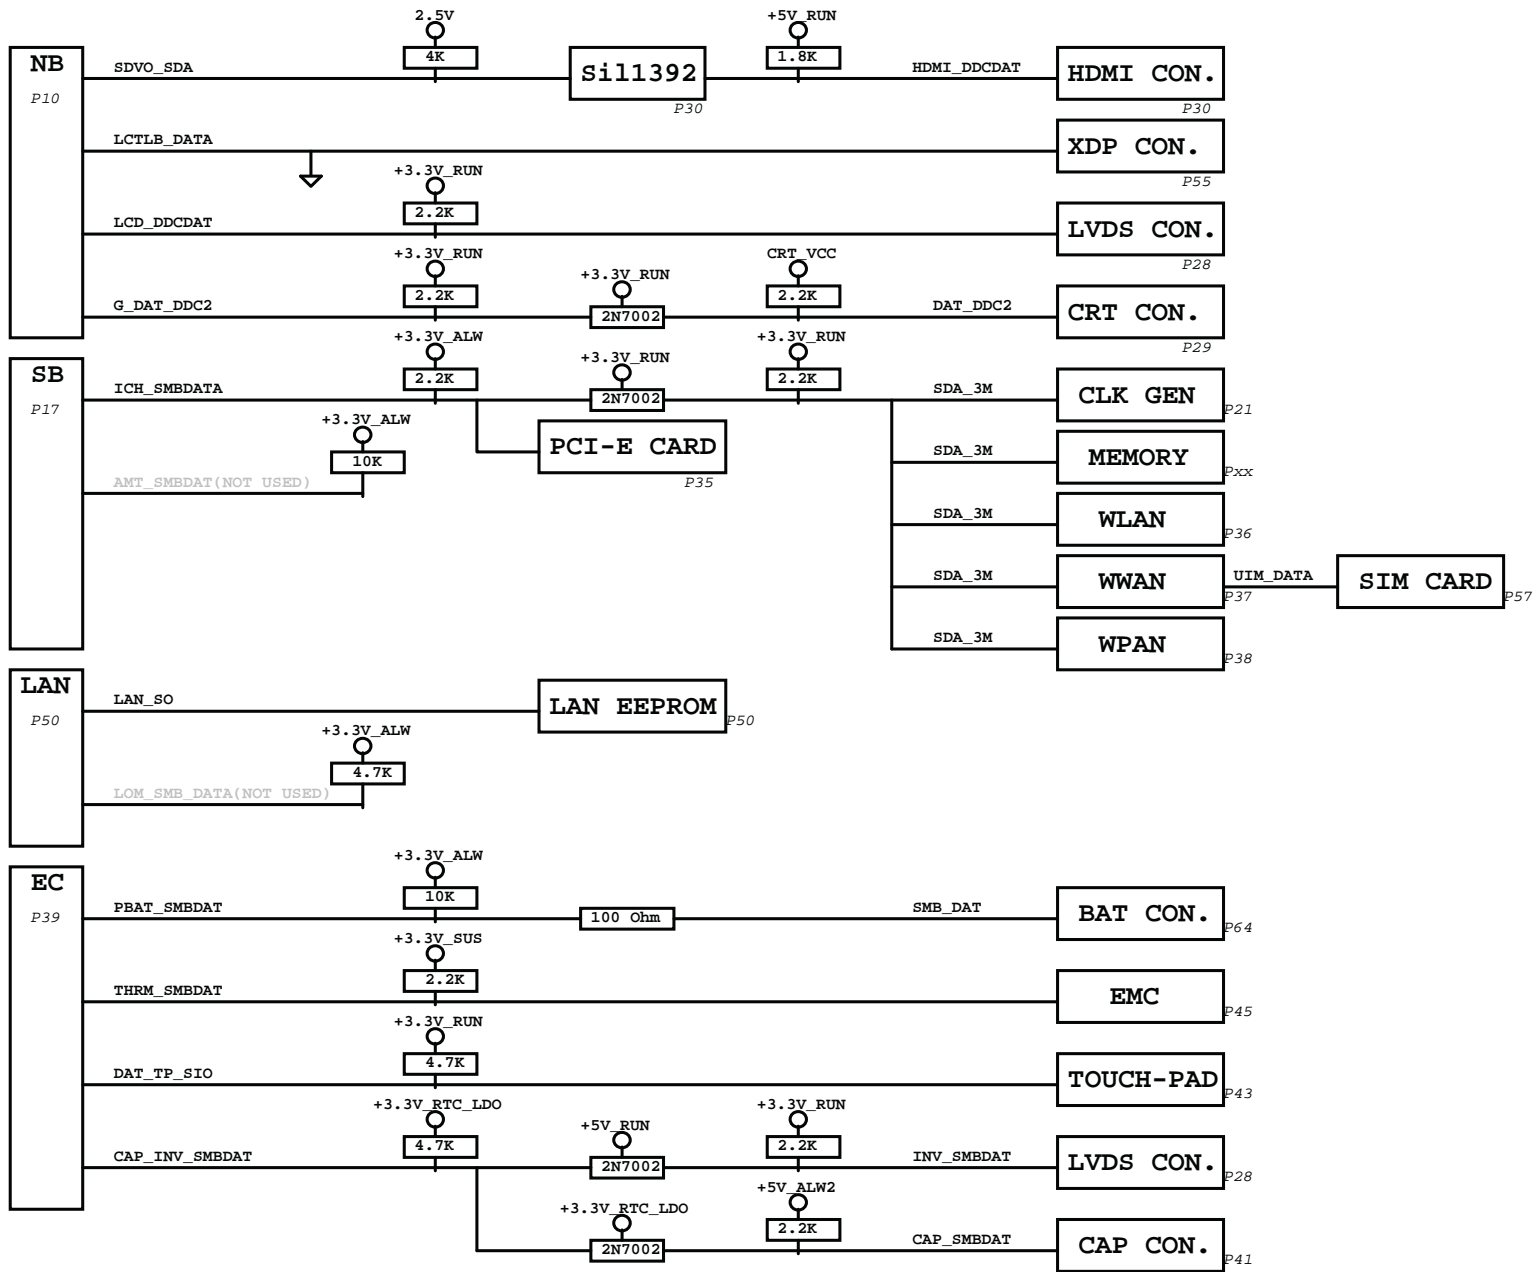 2.5V
+5V_RUN
NB
4K
1.8K
SDVO_SDA
Sil1392
HDMI_DDCDAT
HDMI CON.
P10
P30
P30
LCTLB_DATA
XDP CON.
+3.3V_RUN
P55
2.2K
LCD_DDCDAT
LVDS CON.
+3.3V_RUN
CRT_VCC
P28
+3.3V_RUN
2.2K
2.2K
G_DAT_DDC2
2N7002
DAT_DDC2
CRT CON.
+3.3V_ALW
+3.3V_RUN
P29
+3.3V_RUN
SB
2.2K
2.2K
ICH_SMBDATA
2N7002
SDA_3M
CLK GEN
P17
P21
+3.3V_ALW
PCI-E CARD
SDA_3M
MEMORY
10K
Pxx
AMT_SMBDAT(NOT USED)
P35
SDA_3M
WLAN
P36
SDA_3M
WWAN
UIM_DATA
SIM CARD
P37
P57
SDA_3M
WPAN
P38
LAN
LAN_SO
LAN EEPROM
P50
P50
+3.3V_ALW
4.7K
LOM_SMB_DATA(NOT USED)
+3.3V_ALW
EC
10K
PBAT_SMBDAT
100 Ohm
SMB_DAT
BAT CON.
P39
P64
+3.3V_SUS
2.2K
THRM_SMBDAT
EMC
P45
+3.3V_RUN
4.7K
DAT_TP_SIO
TOUCH-PAD
P43
+3.3V_RTC_LDO
+3.3V_RUN
+5V_RUN
4.7K
2.2K
CAP_INV_SMBDAT
2N7002
INV_SMBDAT
LVDS CON.
P28
+5V_ALW2
+3.3V_RTC_LDO
2.2K
2N7002
CAP_SMBDAT
CAP CON.
P41